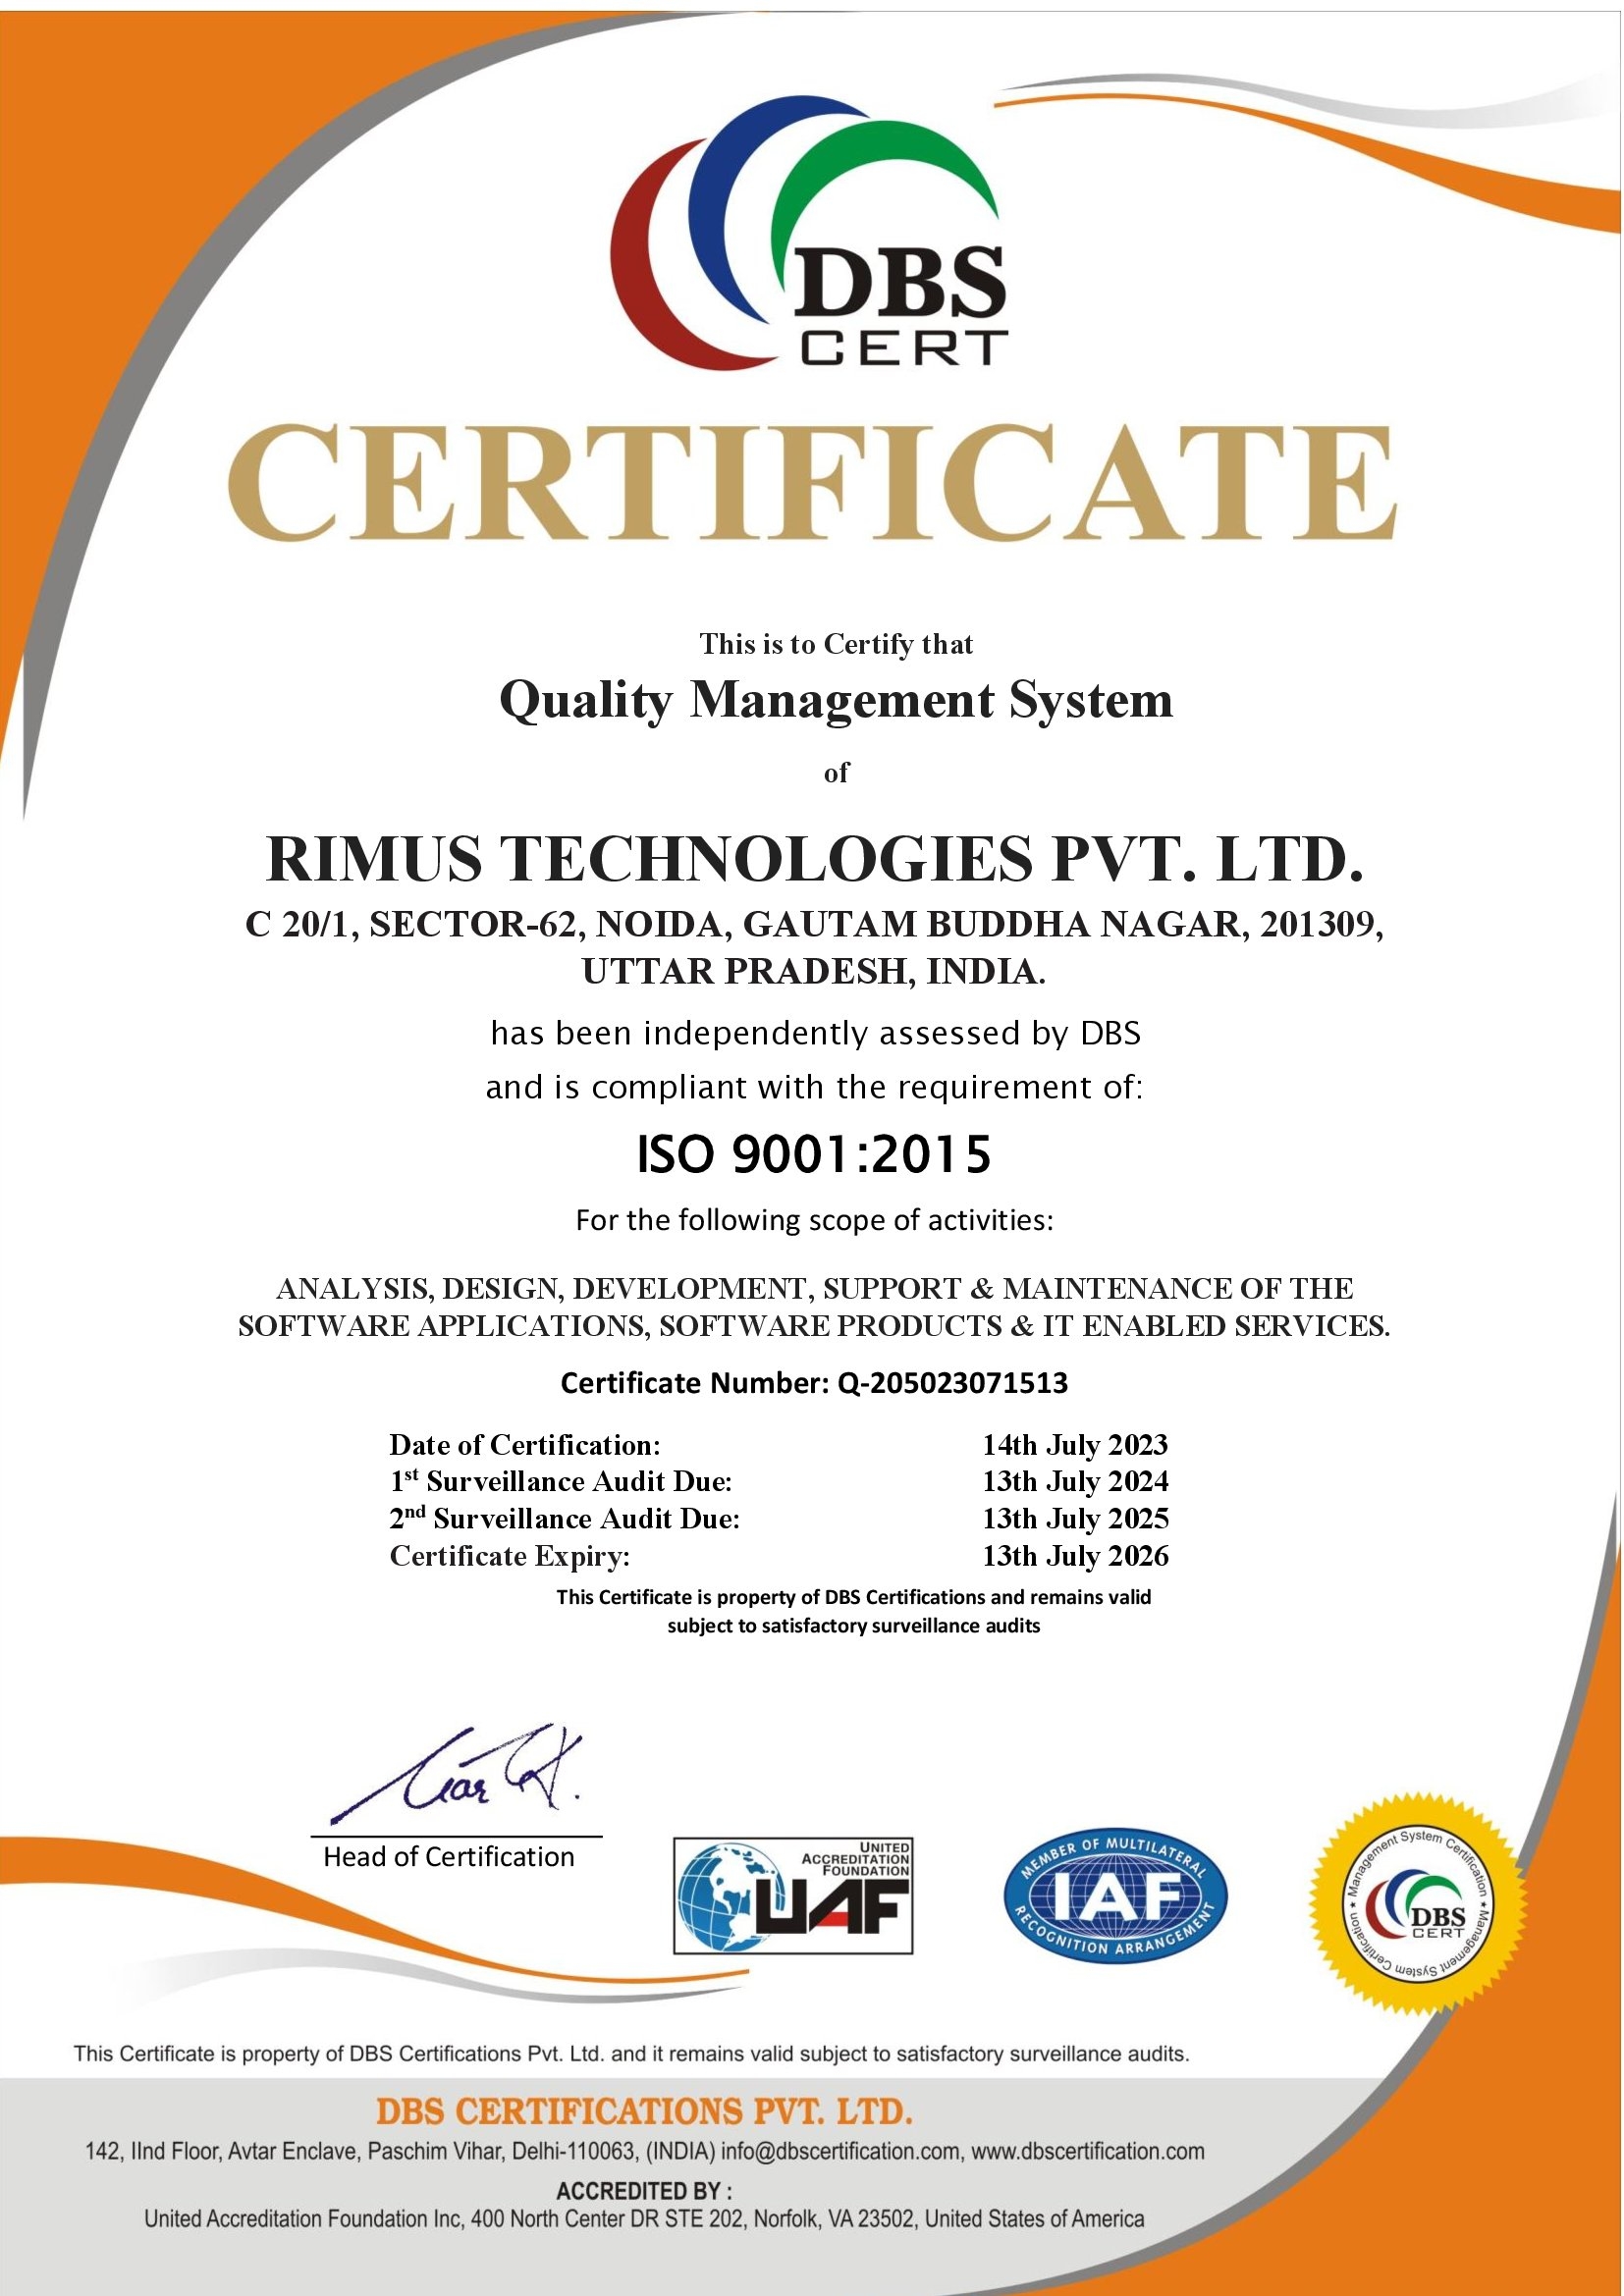 DBS
CERT
CERTIFICATE
This is to Certify that
Quality Management System
of
RIMUS TECHNOLOGIES PVT. LTD.
C 20/1, SECTOR-62, NOIDA, GAUTAM BUDDHA NAGAR, 201309,
UTTAR PRADESH, INDIA.
has been independently assessed by DBS
and is compliant with the requirement of:
ISO 9001:2015
For the following scope of activities:
ANALYSIS, DESIGN, DEVELOPMENT, SUPPORT & MAINTENANCE OF THE
SOFTWARE APPLICATIONS, SOFTWARE PRODUCTS & IT ENABLED SERVICES.
Certificate Number: Q-205023071513
Date of Certification: 14th July 2023
1st Surveillance Audit Due: 13th July 2024
2nd Surveillance Audit Due: 13th July 2025
Certificate Expiry: 13th July 2026
This Certificate is property of DBS Certifications and remains valid
subject to satisfactory surveillance audits
Head of Certification
UNITED
ACCREDITATION
FOUNDATION
UAF
MEMBER OF MULTILATERAL
IAF
RECOGNITION ARRANGEMENT
Management System Certification * Management System Certification *
DBS
CERT
This Certificate is property of DBS Certifications Pvt. Ltd. and it remains valid subject to satisfactory surveillance audits.
DBS CERTIFICATIONS PVT. LTD.
142, IInd Floor, Avtar Enclave, Paschim Vihar, Delhi-110063, (INDIA) info@dbscertification.com, www.dbscertification.com
ACCREDITED BY :
United Accreditation Foundation Inc, 400 North Center DR STE 202, Norfolk, VA 23502, United States of America